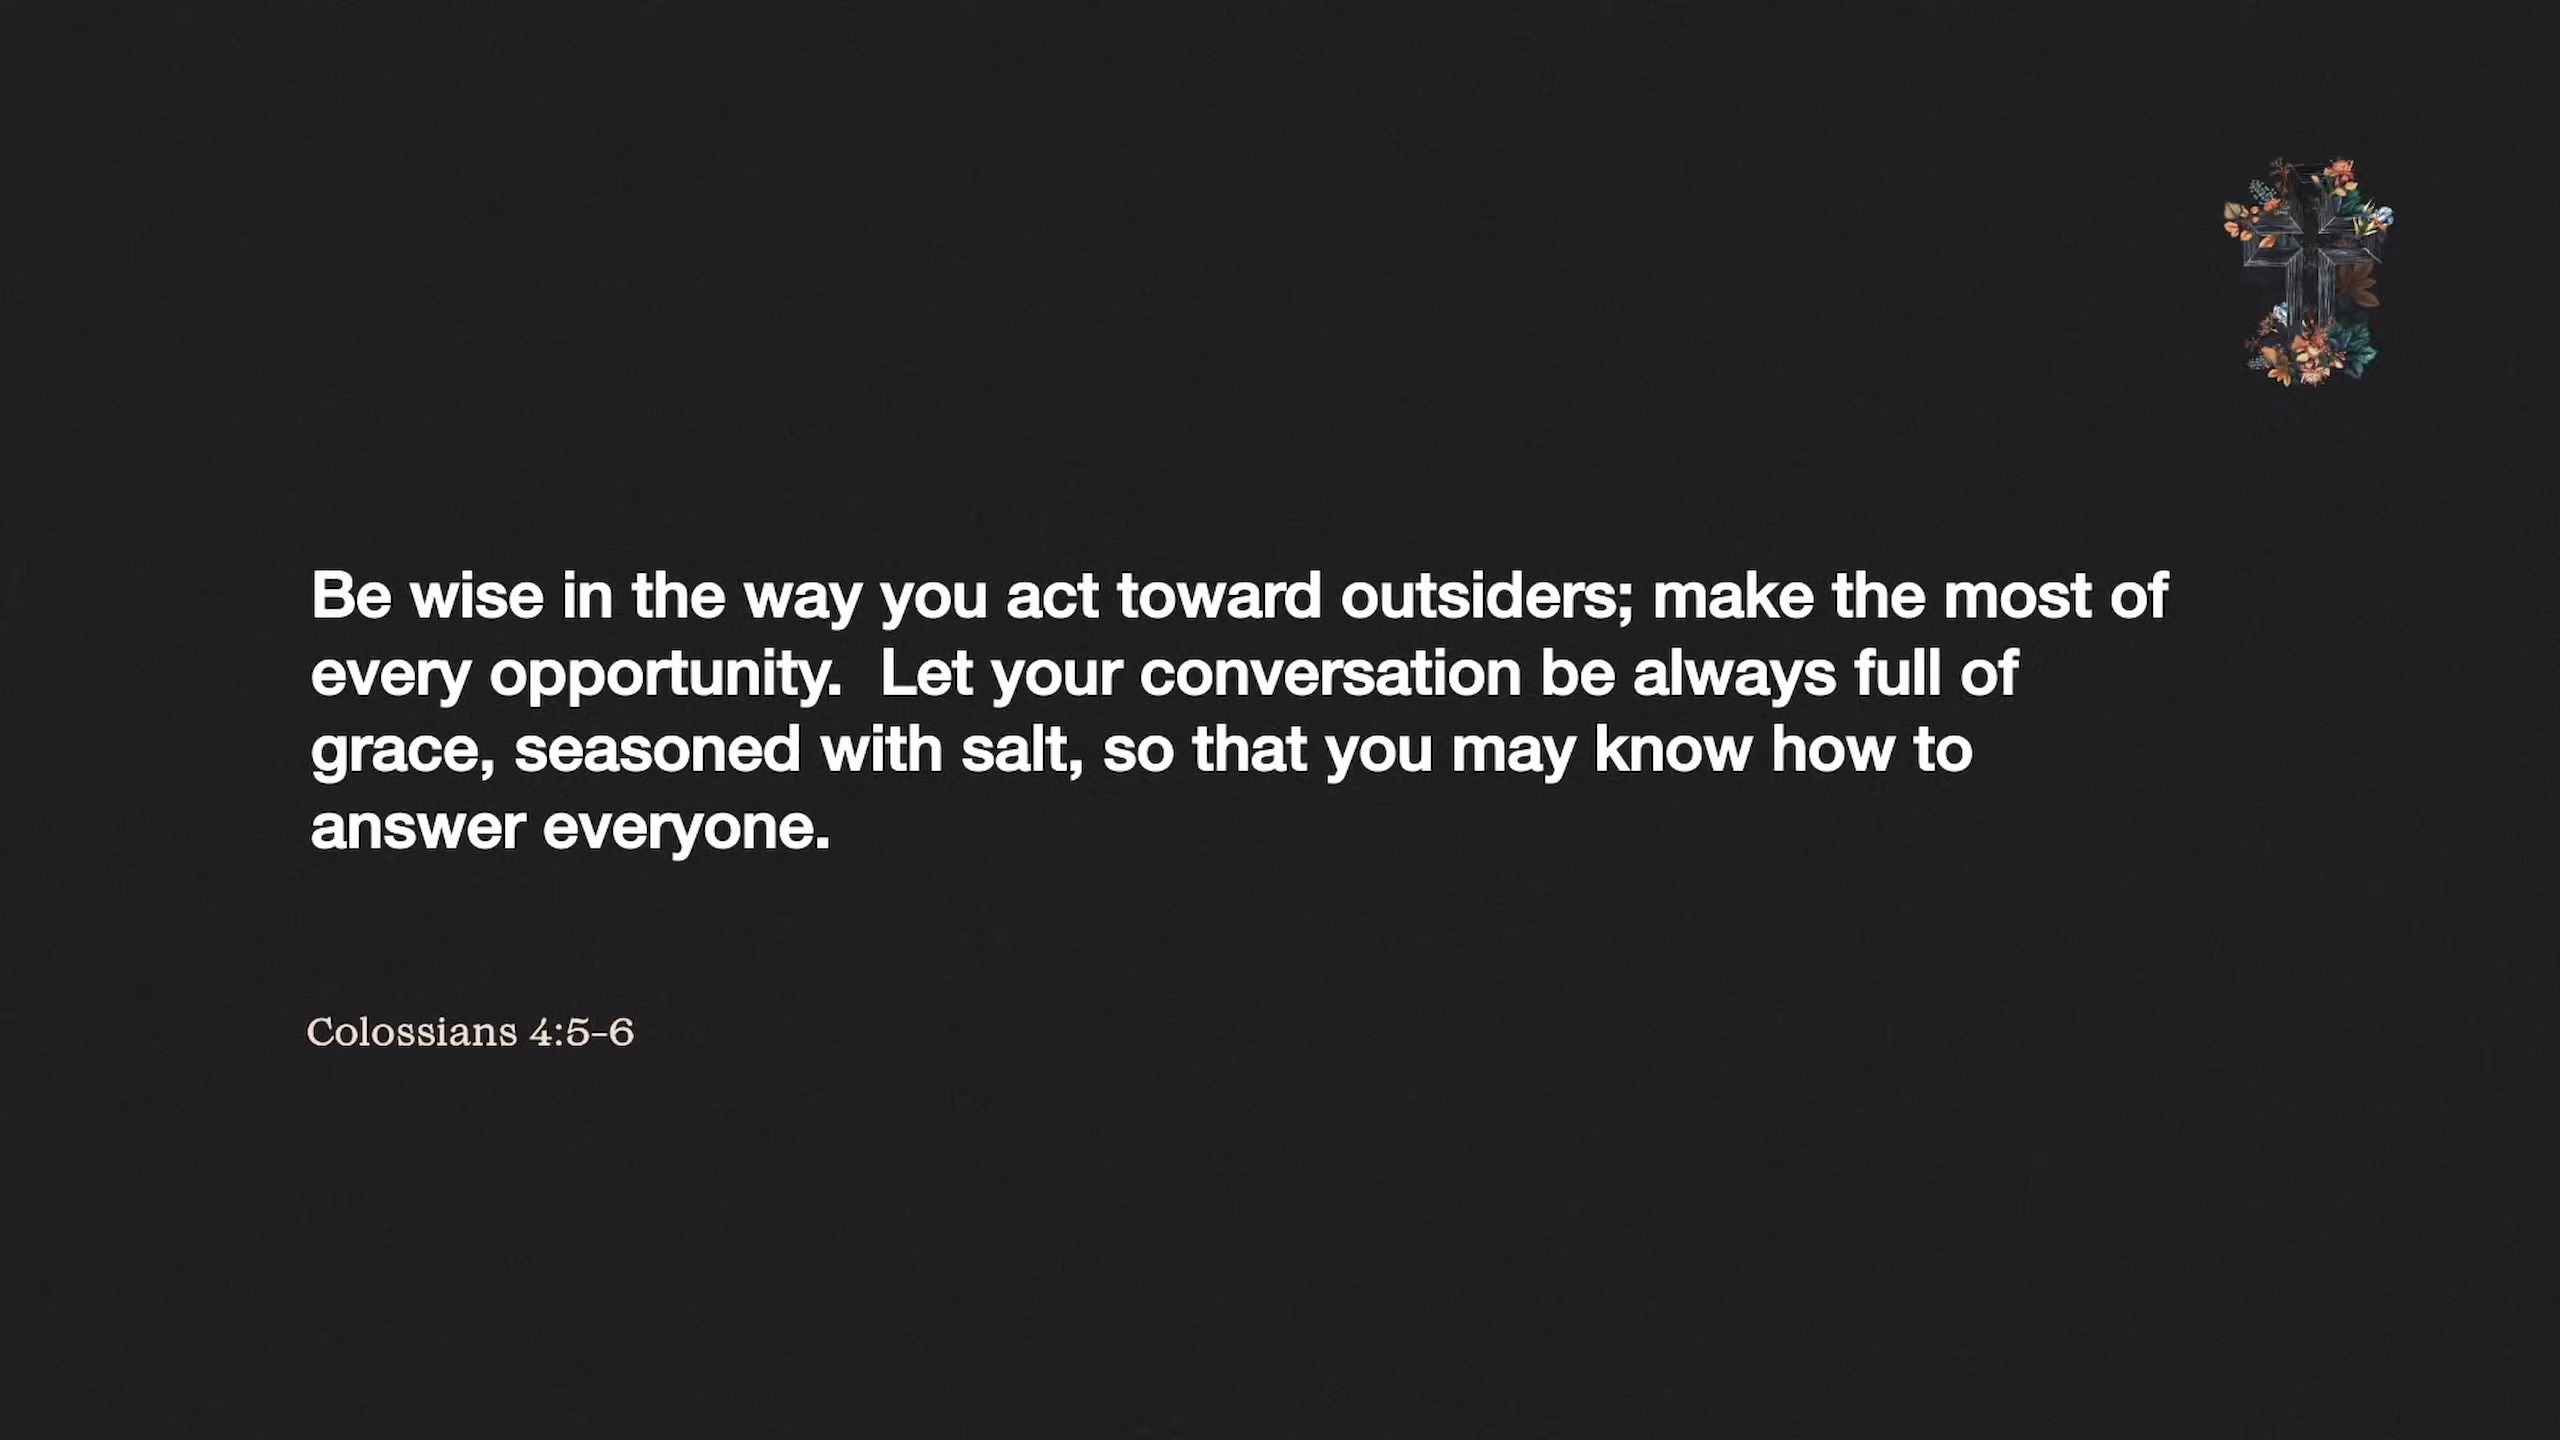 Be wise in the way you act toward outsiders; make the most of
every opportunity.  Let your conversation be always full of
grace, seasoned with salt, so that you may know how to
answer everyone.
Colossians 4:5-6